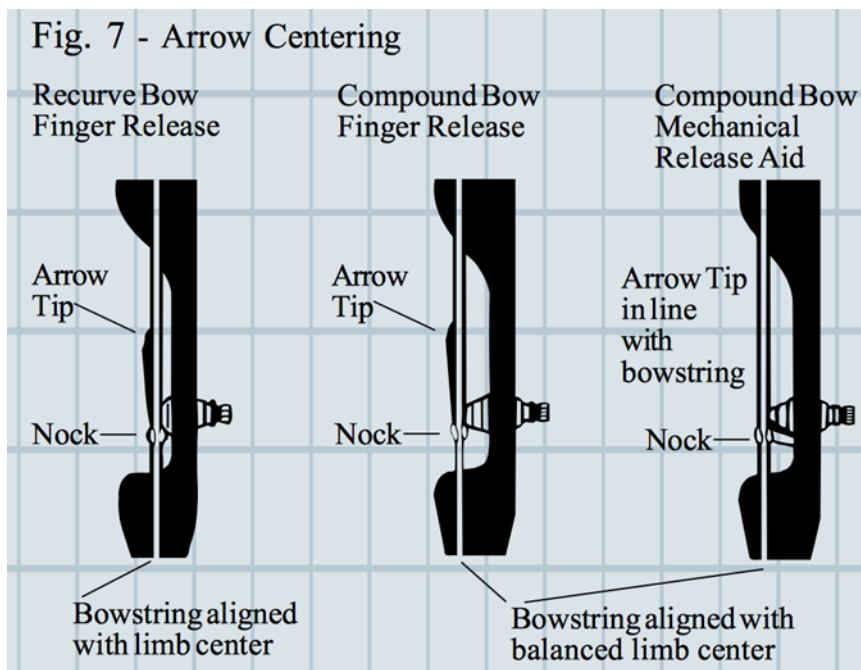 Fig. 7 - Arrow Centering
Recurve Bow
Finger Release
Arrow
Tip
Nock
Bowstring aligned
with limb center
Compound Bow
Finger Release
Arrow
Tip
Nock
Compound Bow
Mechanical
Release Aid
Arrow Tip
in line
with
bowstring
Nock
Bowstring aligned with
balanced limb center